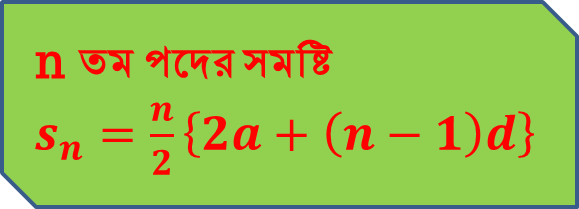 n তম পদের সমষ্টি
sₙ = n/2 {2a + (n − 1)d}